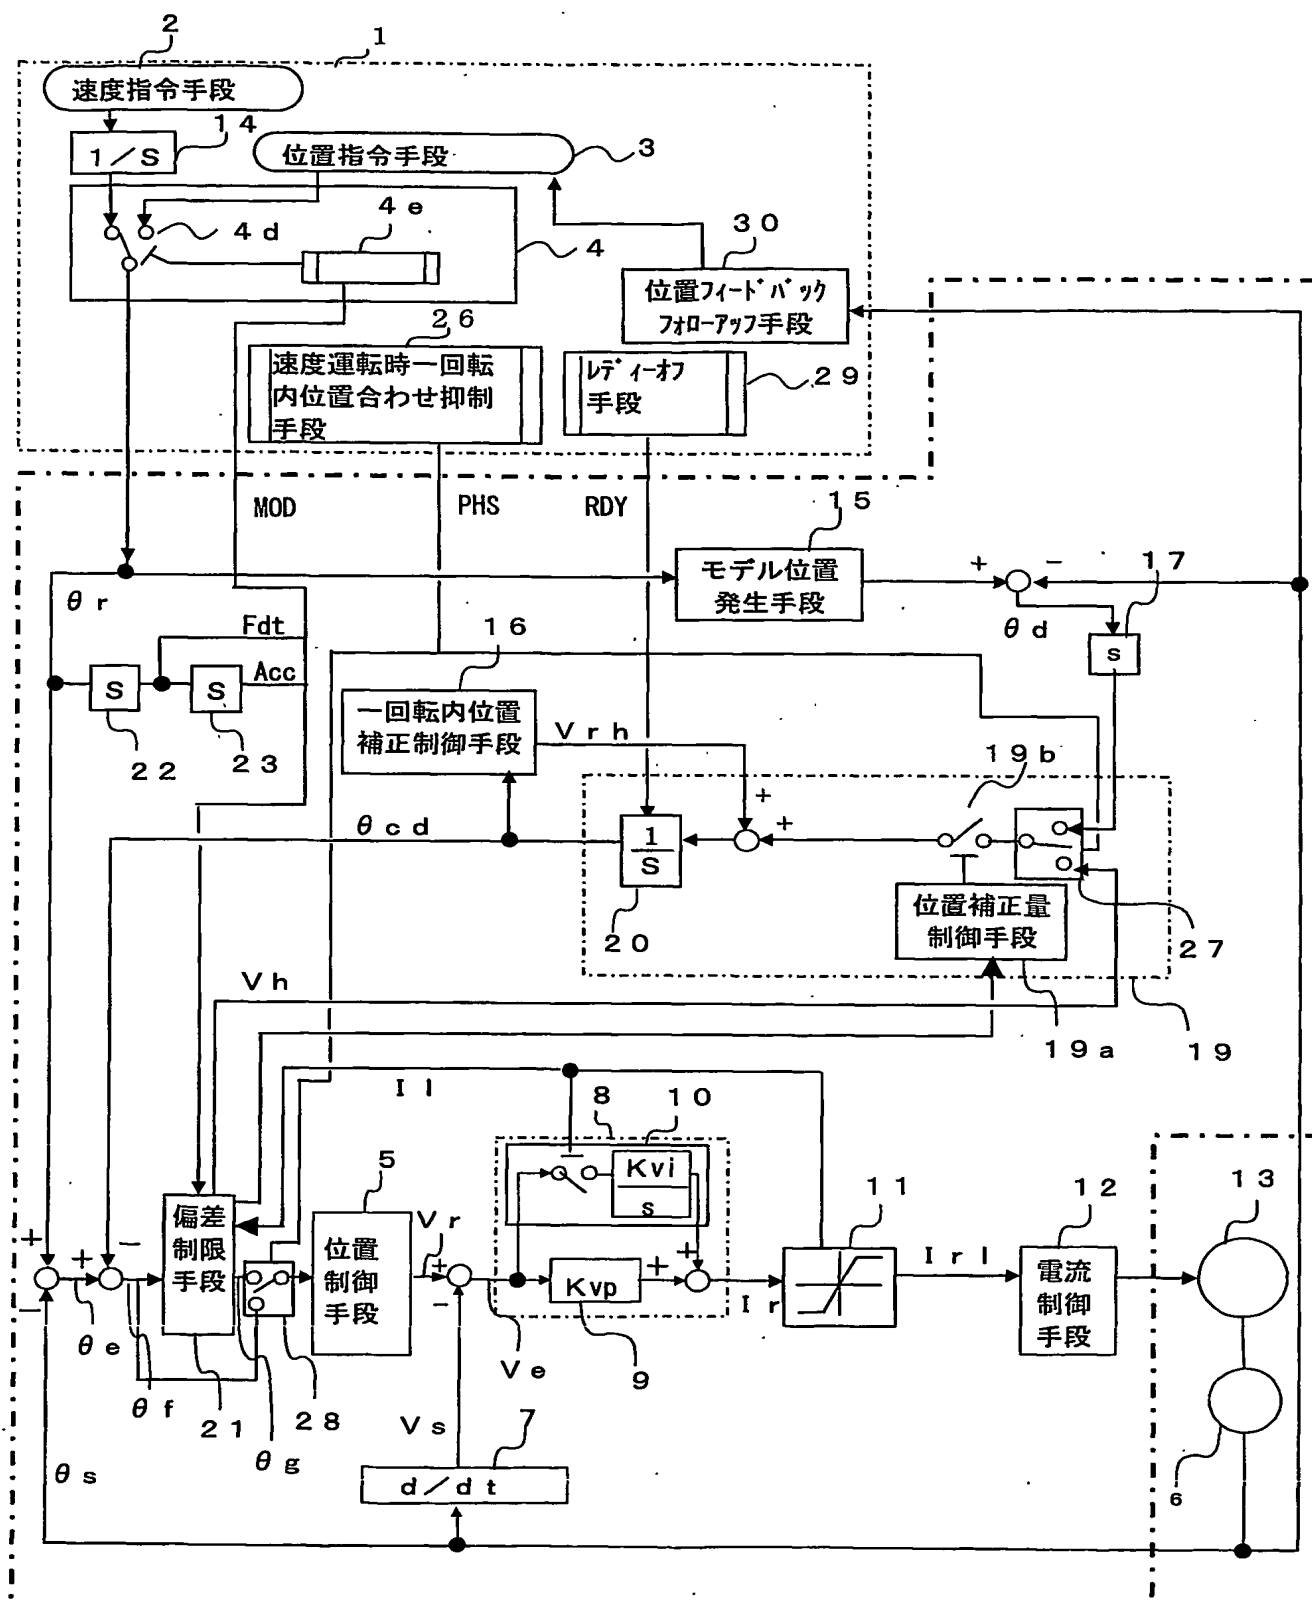 2
1
速度指令手段
14
1/S
位置指令手段
3
4e
4d
4
30
位置フィードバック
フォローアップ手段
26
速度運転時一回転
内位置合わせ抑制
手段
レディーオフ
手段
29
MOD
PHS
RDY
15
モデル位置
発生手段
+
-
17
θr
θd
s
Fdt
Acc
S
S
22
23
16
一回転内位置
補正制御手段
Vrh
19b
+
+
θcd
1
S
20
位置補正量
制御手段
27
Vh
19a
19
Il
8
10
Kvi
s
5
11
12
13
偏差
制限
手段
位置
制御
手段
Vr
+
+
-
+
-
+
-
Kvp
+
+
Ir
Irl
電流
制御
手段
θe
θf
21
θg
28
Ve
9
Vs
7
θs
d/dt
6